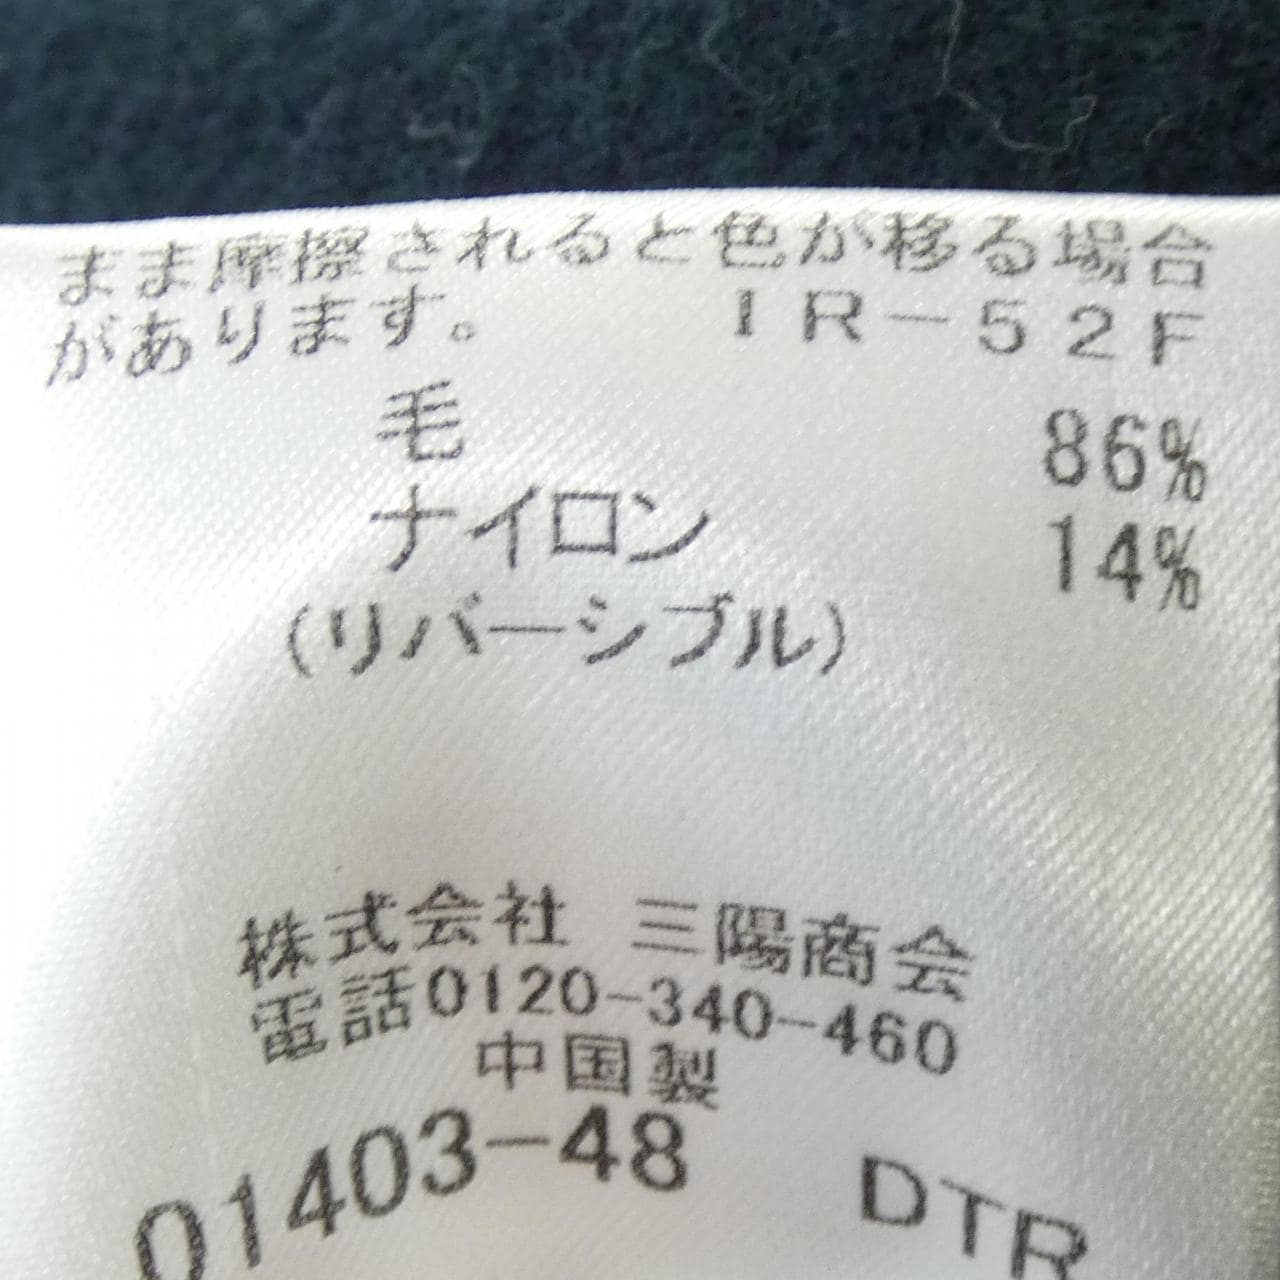 まま摩擦されると色が移る場合
があります。 IR-52F
毛 86%
ナイロン 14%
(リバーシブル)
株式会社 三陽商会
電話0120-340-460
中国製
01403-48 DTR